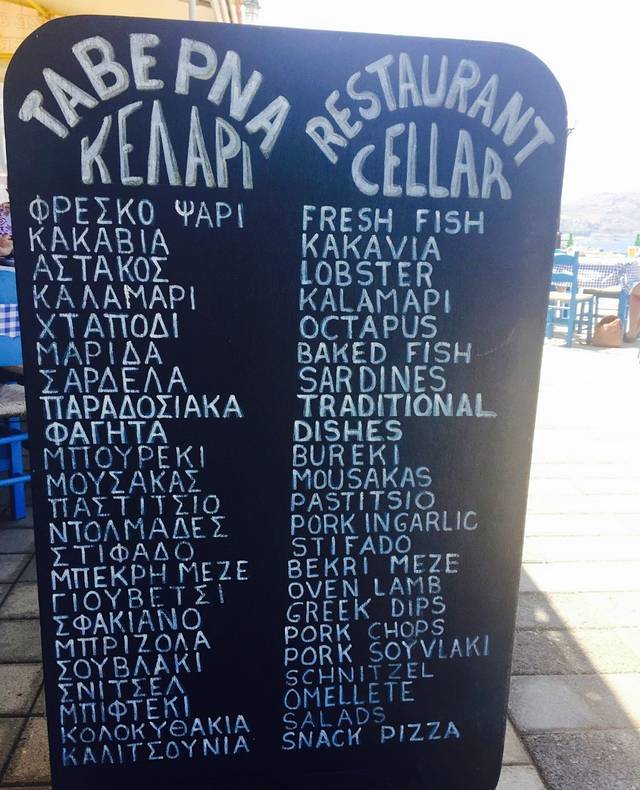 ΤΑΒΕΡΝΑ
ΚΕΛΑΡΙ
ΦΡΕΣΚΟ ΨΑΡΙ
ΚΑΚΑΒΙΑ
ΑΣΤΑΚΟΣ
ΚΑΛΑΜΑΡΙ
ΧΤΑΠΟΔΙ
ΜΑΡΙΔΑ
ΣΑΡΔΕΛΑ
ΠΑΡΑΔΟΣΙΑΚΑ
ΦΑΓΗΤΑ
ΜΠΟΥΡΕΚΙ
ΜΟΥΣΑΚΑΣ
ΠΑΣΤΙΤΣΙΟ
ΝΤΟΛΜΑΔΕΣ
ΣΤΙΦΑΔΟ
ΜΠΕΚΡΗ ΜΕΖΕ
ΓΙΟΥΒΕΤΣΙ
ΣΦΑΚΙΑΝΟ
ΜΠΡΙΖΟΛΑ
ΣΟΥΒΛΑΚΙ
ΣΝΙΤΣΕΛ
ΜΠΙΦΤΕΚΙ
ΚΟΛΟΚΥΘΑΚΙΑ
ΚΑΛΙΤΣΟΥΝΙΑ
RESTAURANT
CELLAR
FRESH FISH
KAKAVIA
LOBSTER
KALAMAPI
OCTAPUS
BAKED FISH
SARDINES
TRADITIONAL
DISHES
BUREKI
MOUSAKAS
PASTITSIO
PORK IN GARLIC
STIFADO
BEKRI MEZE
OVEN LAMB
GREEK DIPS
PORK CHOPS
PORK SOYVLAKI
SCHNITZEL
OMELLETE
SALADS
SNACK PIZZA